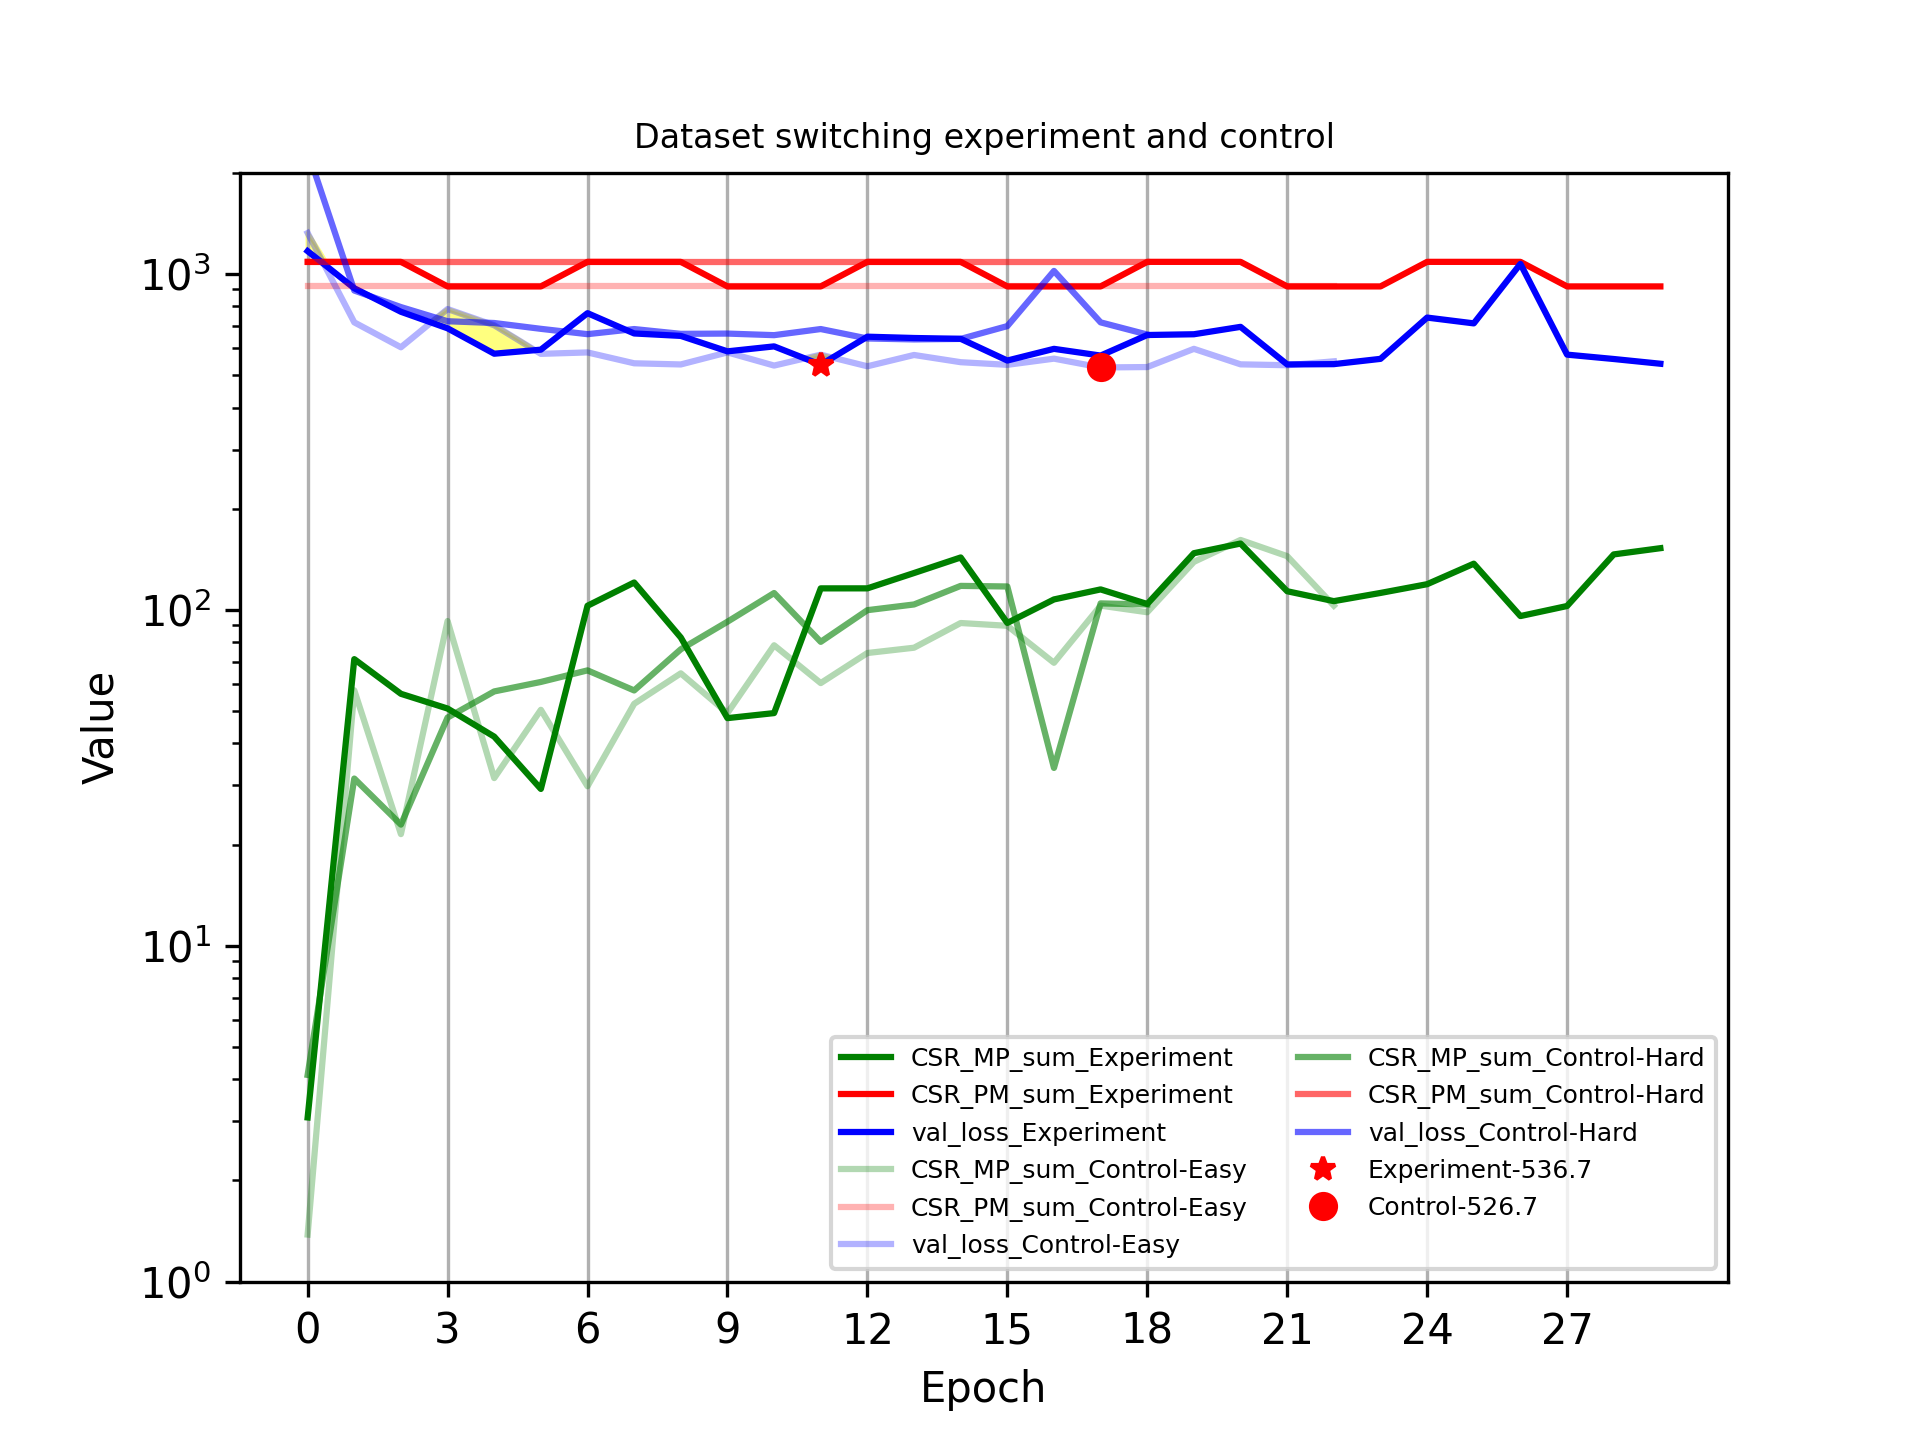 Dataset switching experiment and control
10³
10²
10¹
10⁰
Value
0 3 6 9 12 15 18 21 24 27
Epoch
CSR_MP_sum_Experiment
CSR_PM_sum_Experiment
val_loss_Experiment
CSR_MP_sum_Control-Easy
CSR_PM_sum_Control-Easy
val_loss_Control-Easy
CSR_MP_sum_Control-Hard
CSR_PM_sum_Control-Hard
val_loss_Control-Hard
Experiment-536.7
Control-526.7